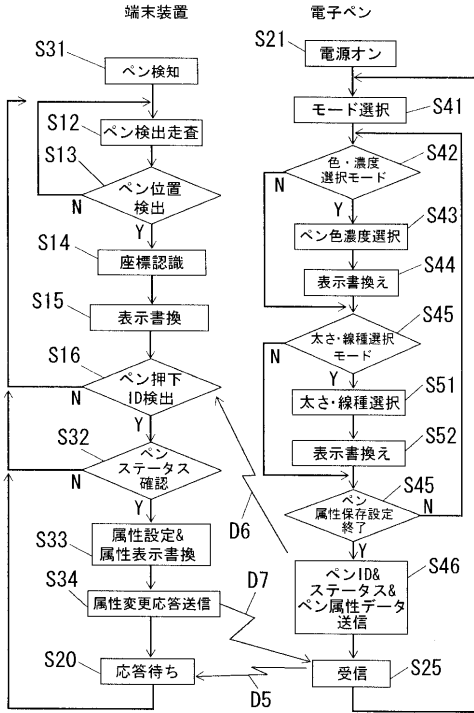 端末装置
電子ペン
S31
ペン検知
S12
ペン検出走査
S13
ペン位置
検出
N
Y
S14
座標認識
S15
表示書換
S16
ペン押下
ID検出
N
Y
S32
ペン
ステータス
確認
N
Y
S33
属性設定&
属性表示書換
S34
属性変更応答送信
S20
応答待ち
S21
電源オン
モード選択
S41
S42
色・濃度
選択モード
N
Y
S43
ペン色濃度選択
S44
表示書換え
S45
太さ・線種選択
モード
N
Y
S51
太さ・線種選択
S52
表示書換え
S45
ペン
属性保存設定
終了
N
Y
S46
ペンID&
ステータス&
ペン属性データ
送信
受信
S25
D6
D7
D5